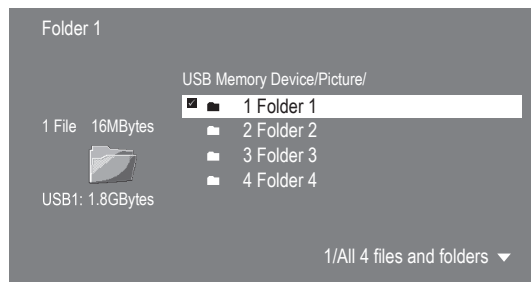 Folder 1
USB Memory Device/Picture/
1 Folder 1
1 File 16MBytes
2 Folder 2
3 Folder 3
4 Folder 4
USB1: 1.8GBytes
1/All 4 files and folders